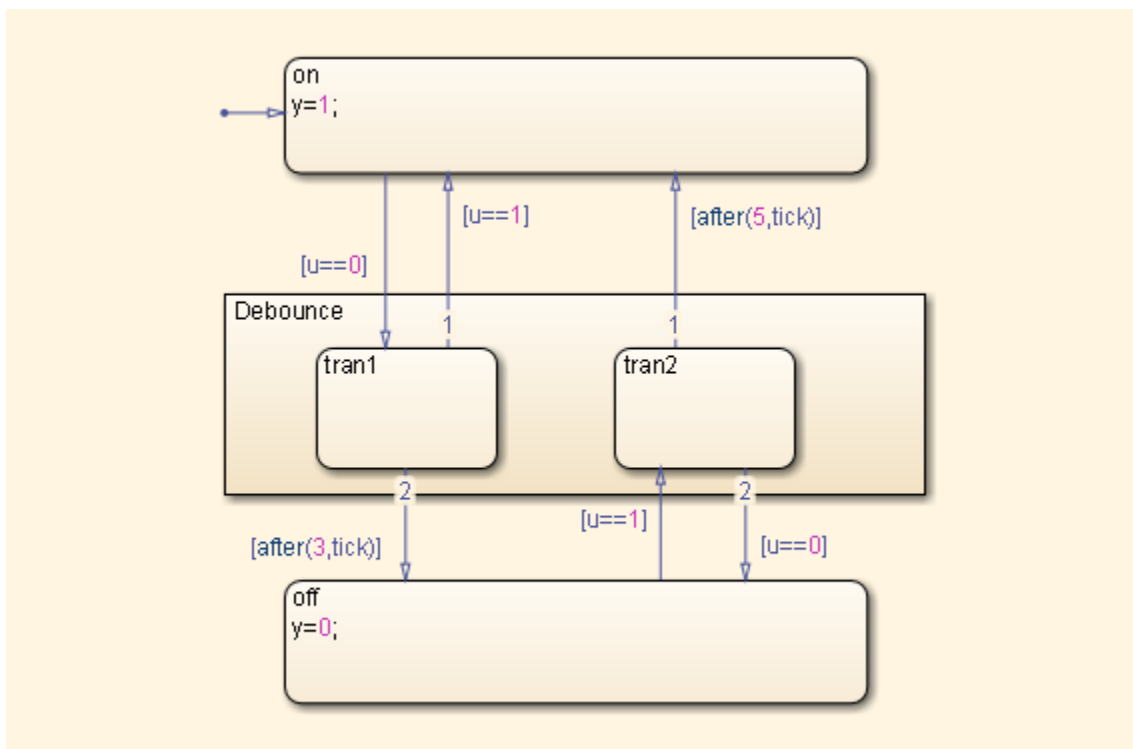 on
y=1;
[u==1]
[after(5,tick)]
[u==0]
Debounce
1
1
tran1
tran2
2
2
[u==1]
[after(3,tick)]
[u==0]
off
y=0;